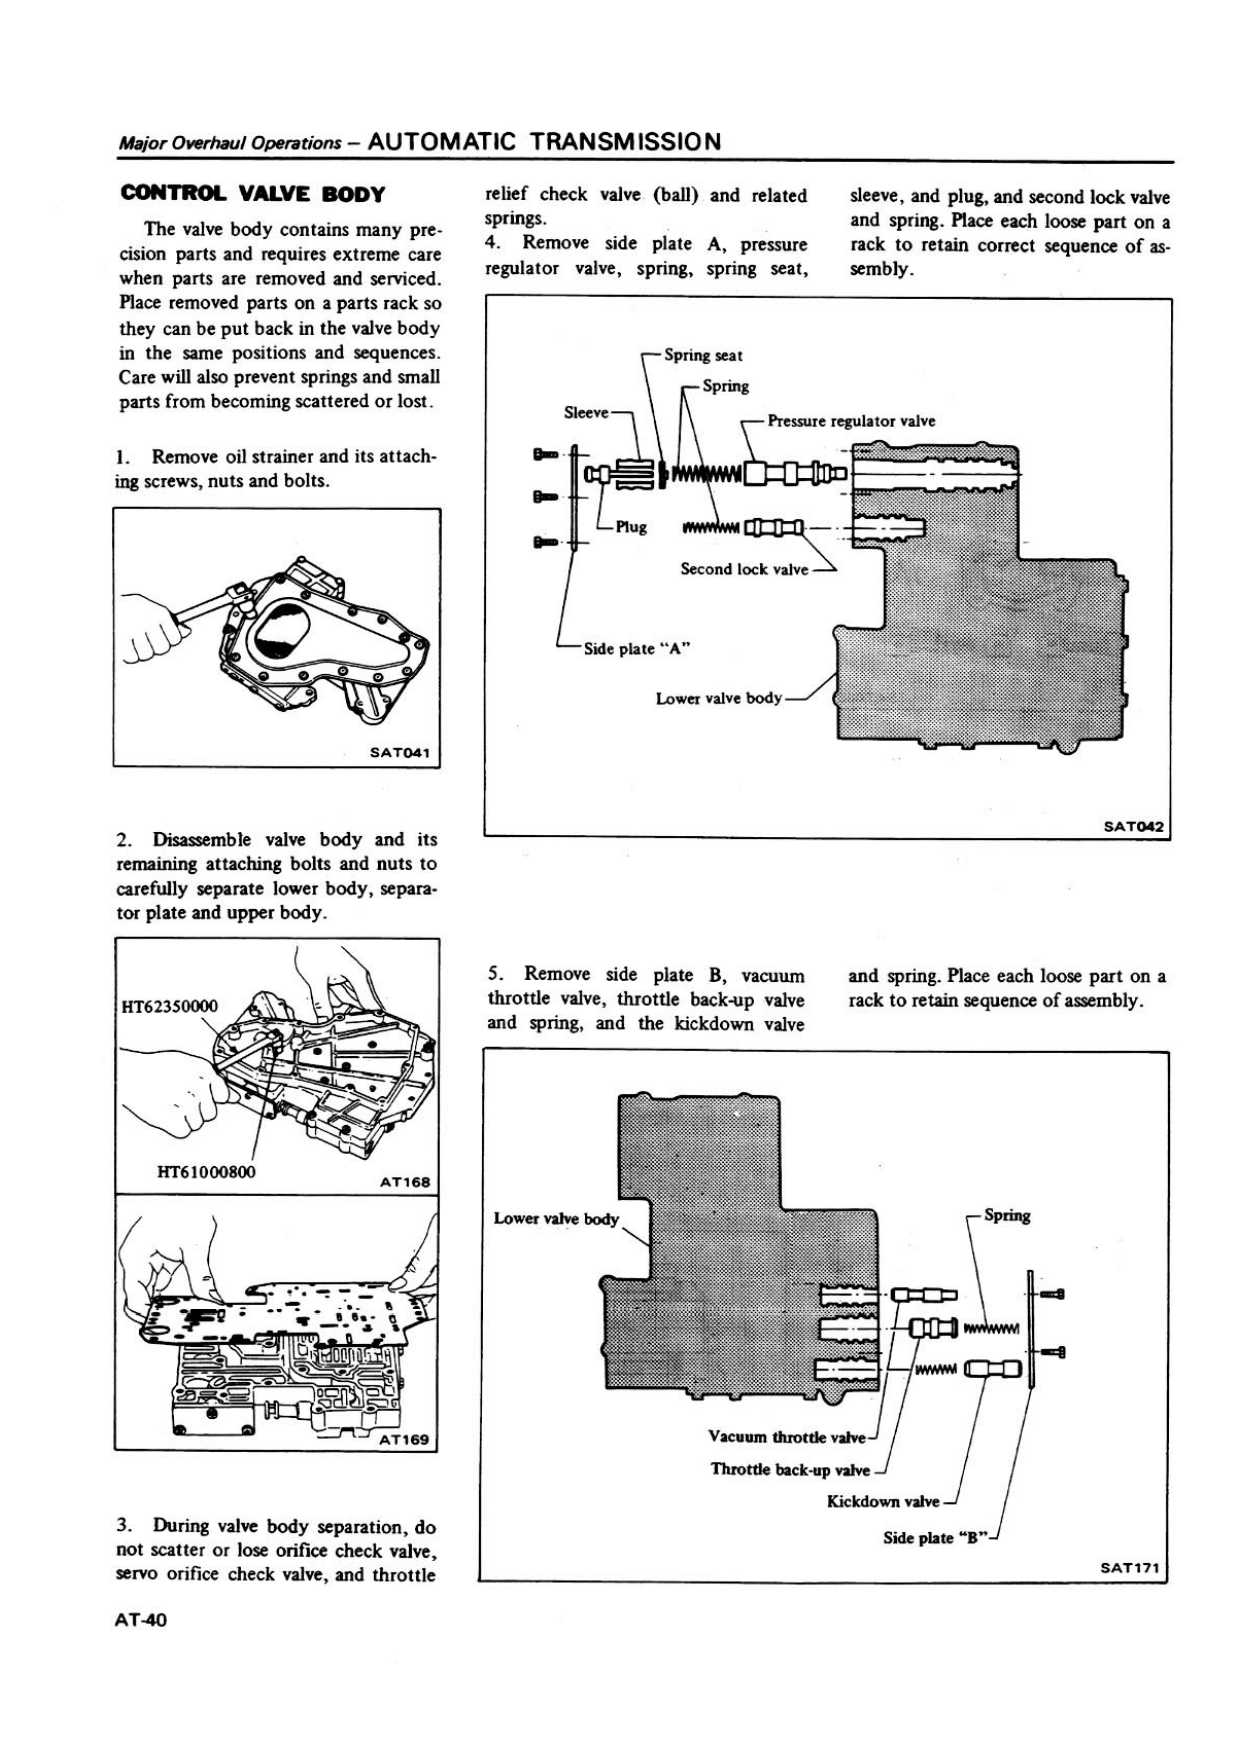 Major Overhaul Operations – AUTOMATIC TRANSMISSION
CONTROL VALVE BODY
The valve body contains many pre-
cision parts and requires extreme care
when parts are removed and serviced.
Place removed parts on a parts rack so
they can be put back in the valve body
in the same positions and sequences.
Care will also prevent springs and small
parts from becoming scattered or lost.
1. Remove oil strainer and its attach-
ing screws, nuts and bolts.
SAT041
2. Disassemble valve body and its
remaining attaching bolts and nuts to
carefully separate lower body, separa-
tor plate and upper body.
HT62350000
HT61000800
AT168
AT169
3. During valve body separation, do
not scatter or lose orifice check valve,
servo orifice check valve, and throttle
relief check valve (ball) and related
springs.
4. Remove side plate A, pressure
regulator valve, spring, spring seat,
sleeve, and plug, and second lock valve
and spring. Place each loose part on a
rack to retain correct sequence of as-
sembly.
Spring seat
Spring
Sleeve
Pressure regulator valve
Plug
Second lock valve
Side plate "A"
Lower valve body
SAT042
5. Remove side plate B, vacuum
throttle valve, throttle back-up valve
and spring, and the kickdown valve
and spring. Place each loose part on a
rack to retain sequence of assembly.
Lower valve body
Spring
Vacuum throttle valve
Throttle back-up valve
Kickdown valve
Side plate "B"
SAT171
AT-40